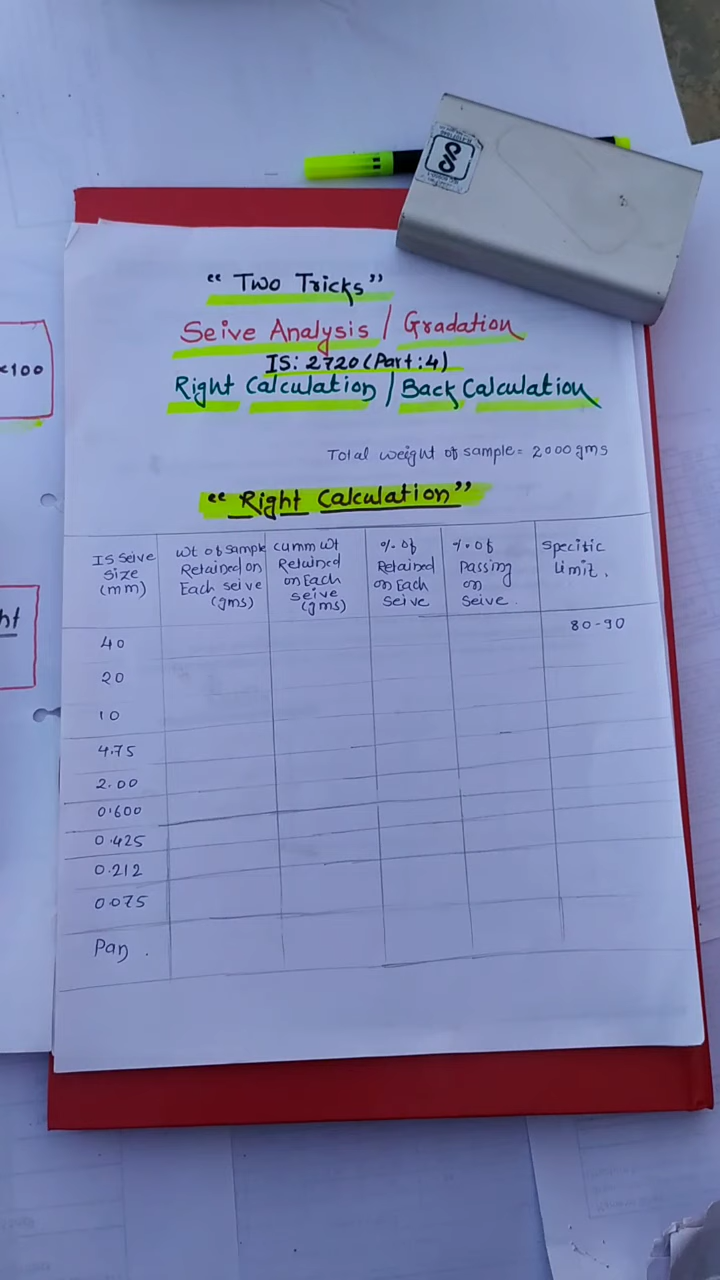 "Two Tricks"
Seive Analysis / Gradation
IS: 2720 (Part:4)
Right Calculation / Back Calculation
×100
Total weight of sample = 2000 gms
"Right Calculation"
IS Seive Size (mm)
Wt of Sample Retained on Each seive (gms)
cumm wt Retained on Each seive (gms)
% of Retained on Each Seive
% of Passing on Seive.
Specific Limit.
40
80-90
20
10
4.75
2.00
0.600
0.425
0.212
0.075
Pan.
ht